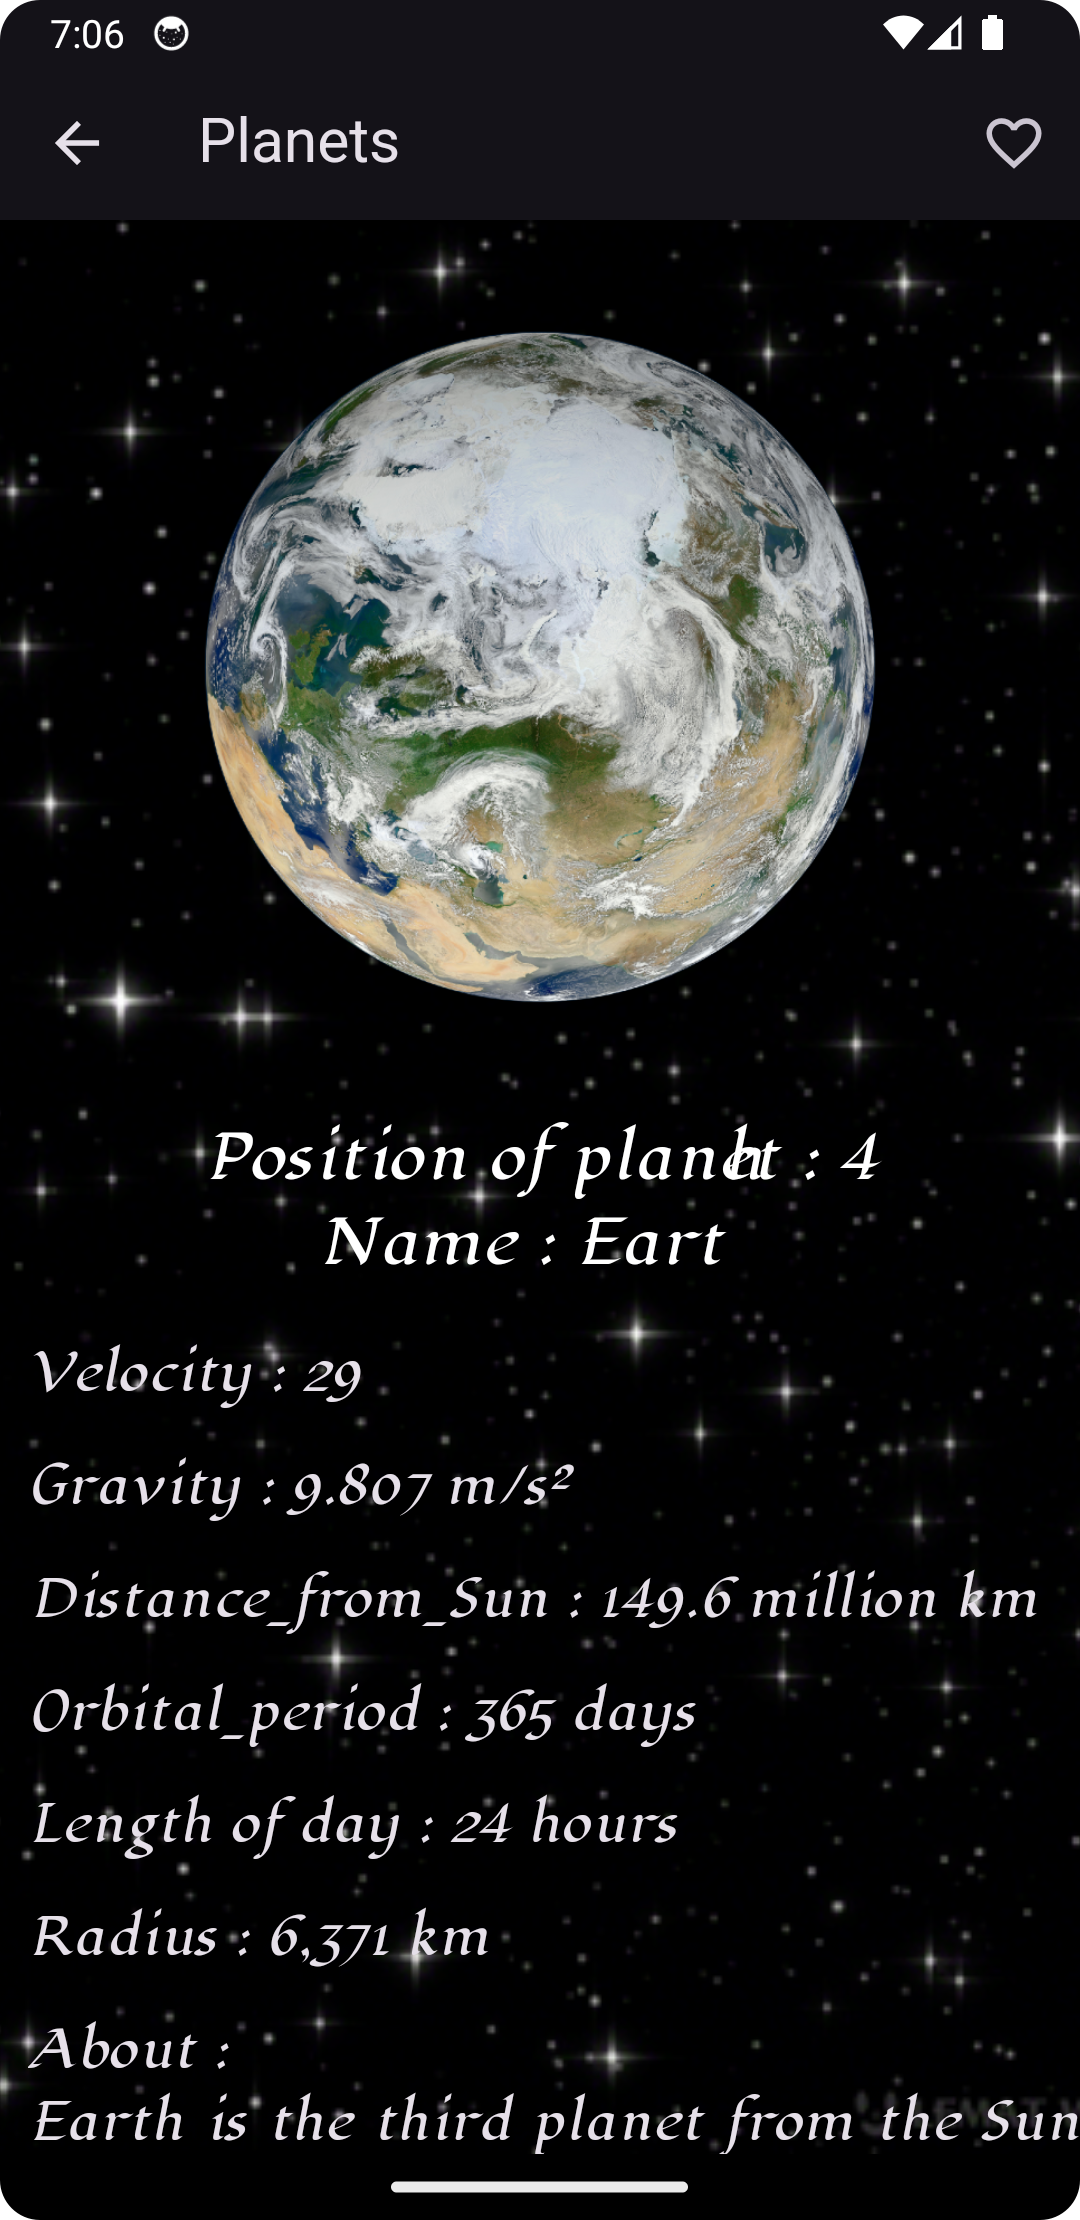 7:06
Planets
Position of planet : 4
Name : Eart
h
Velocity : 29
Gravity : 9.807 m/s²
Distance_from_Sun : 149.6 million km
Orbital_period : 365 days
Length of day : 24 hours
Radius : 6,371 km
About :
Earth is the third planet from the Sun